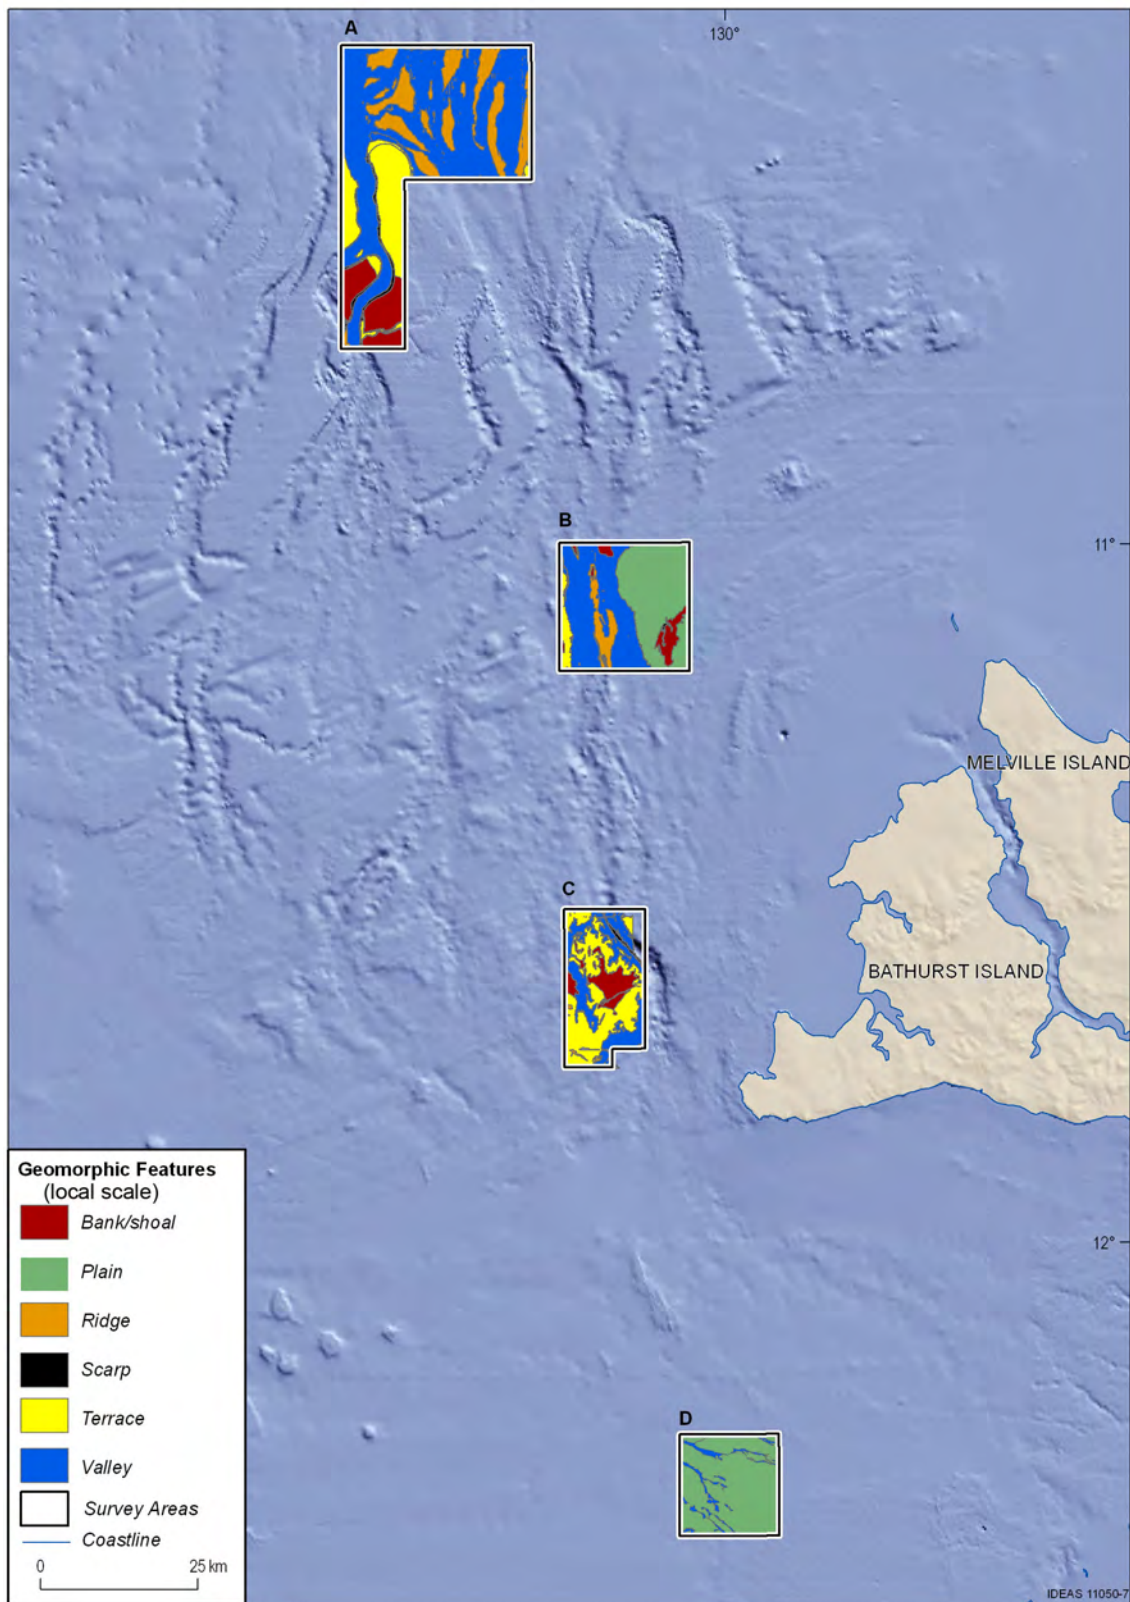 A
130°
B
11°
MELVILLE ISLAND
C
BATHURST ISLAND
Geomorphic Features
(local scale)
Bank/shoal
Plain
Ridge
Scarp
Terrace
Valley
Survey Areas
Coastline
0 25 km
12°
D
IDEAS 11050-7